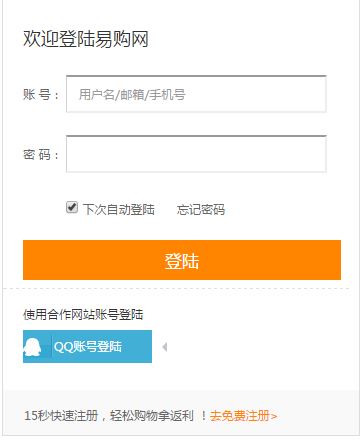 欢迎登陆易购网
账 号： 用户名/邮箱/手机号
密 码：
下次自动登陆 忘记密码
登陆
使用合作网站账号登陆
QQ账号登陆
15秒快速注册，轻松购物拿返利 ！去免费注册>